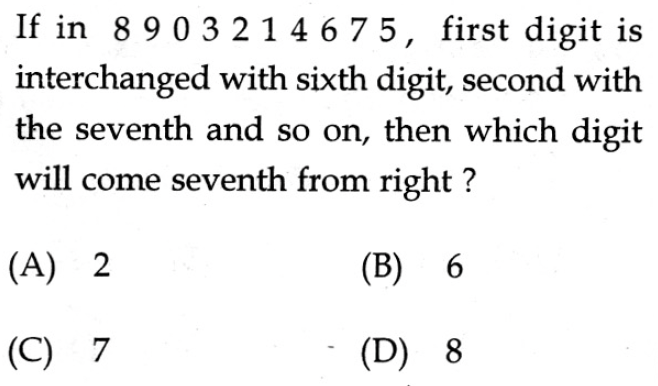 If in 8 9 0 3 2 1 4 6 7 5, first digit is
interchanged with sixth digit, second with
the seventh and so on, then which digit
will come seventh from right ?
(A) 2 (B) 6
(C) 7 (D) 8